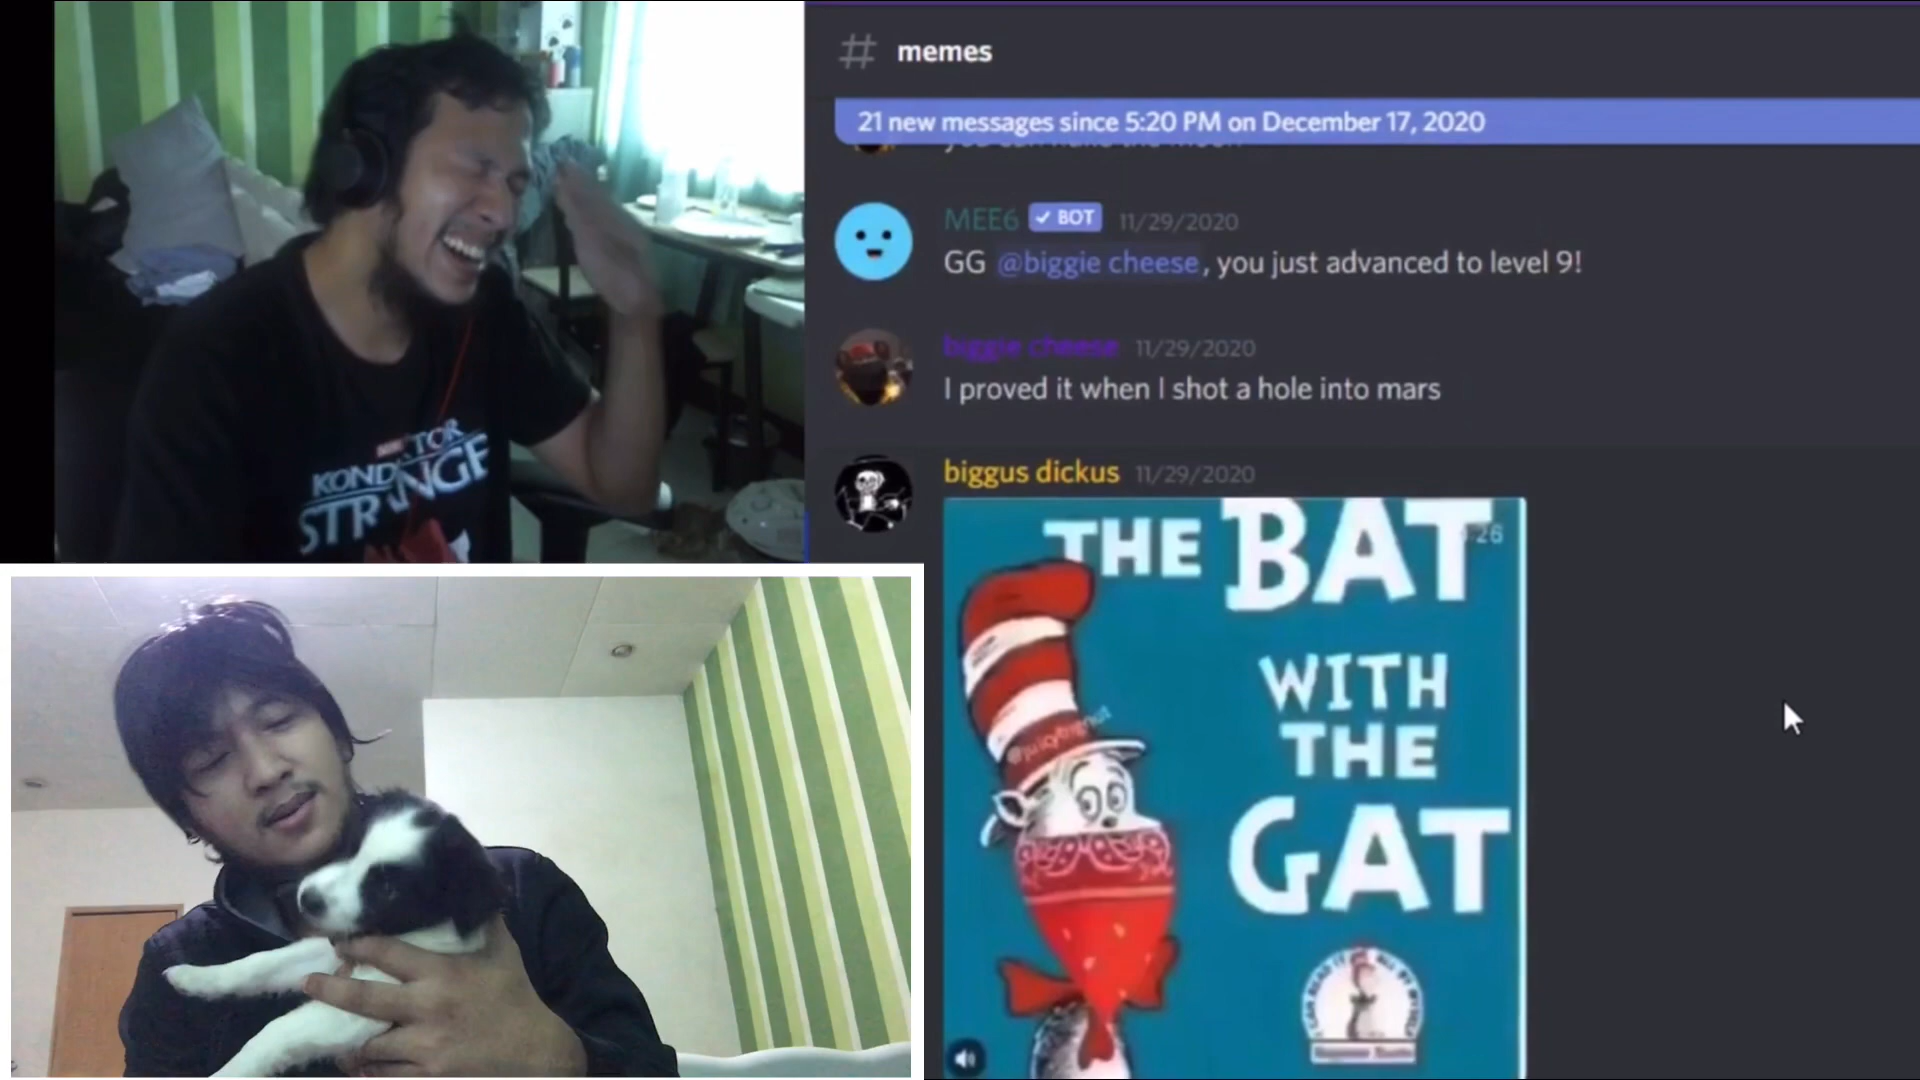 memes
21 new messages since 5:20 PM on December 17, 2020
MEE6 BOT 11/29/2020
GG @biggie cheese, you just advanced to level 9!
biggie cheese 11/29/2020
I proved it when I shot a hole into mars
biggus dickus 11/29/2020
THE BAT
:26
WITH
THE
GAT
KONDKTOR
STRANGE